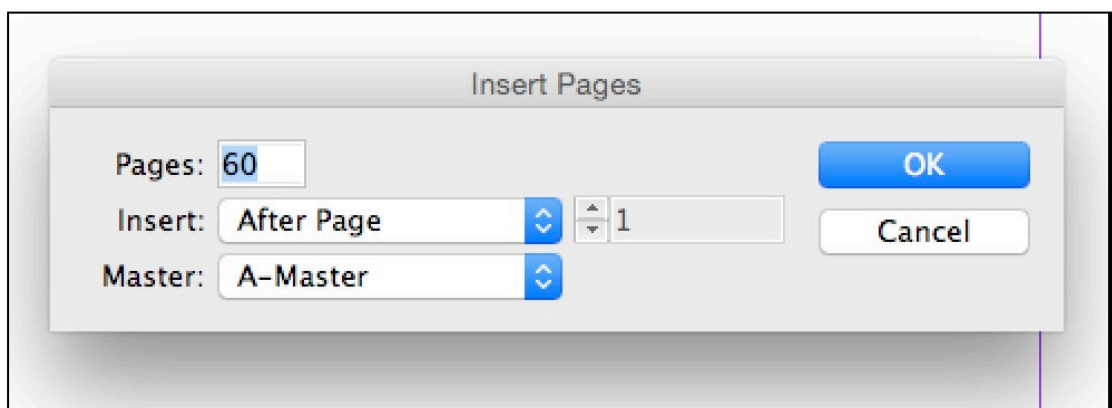 Insert Pages
Pages: 60
OK
Insert: After Page 1
Cancel
Master: A-Master